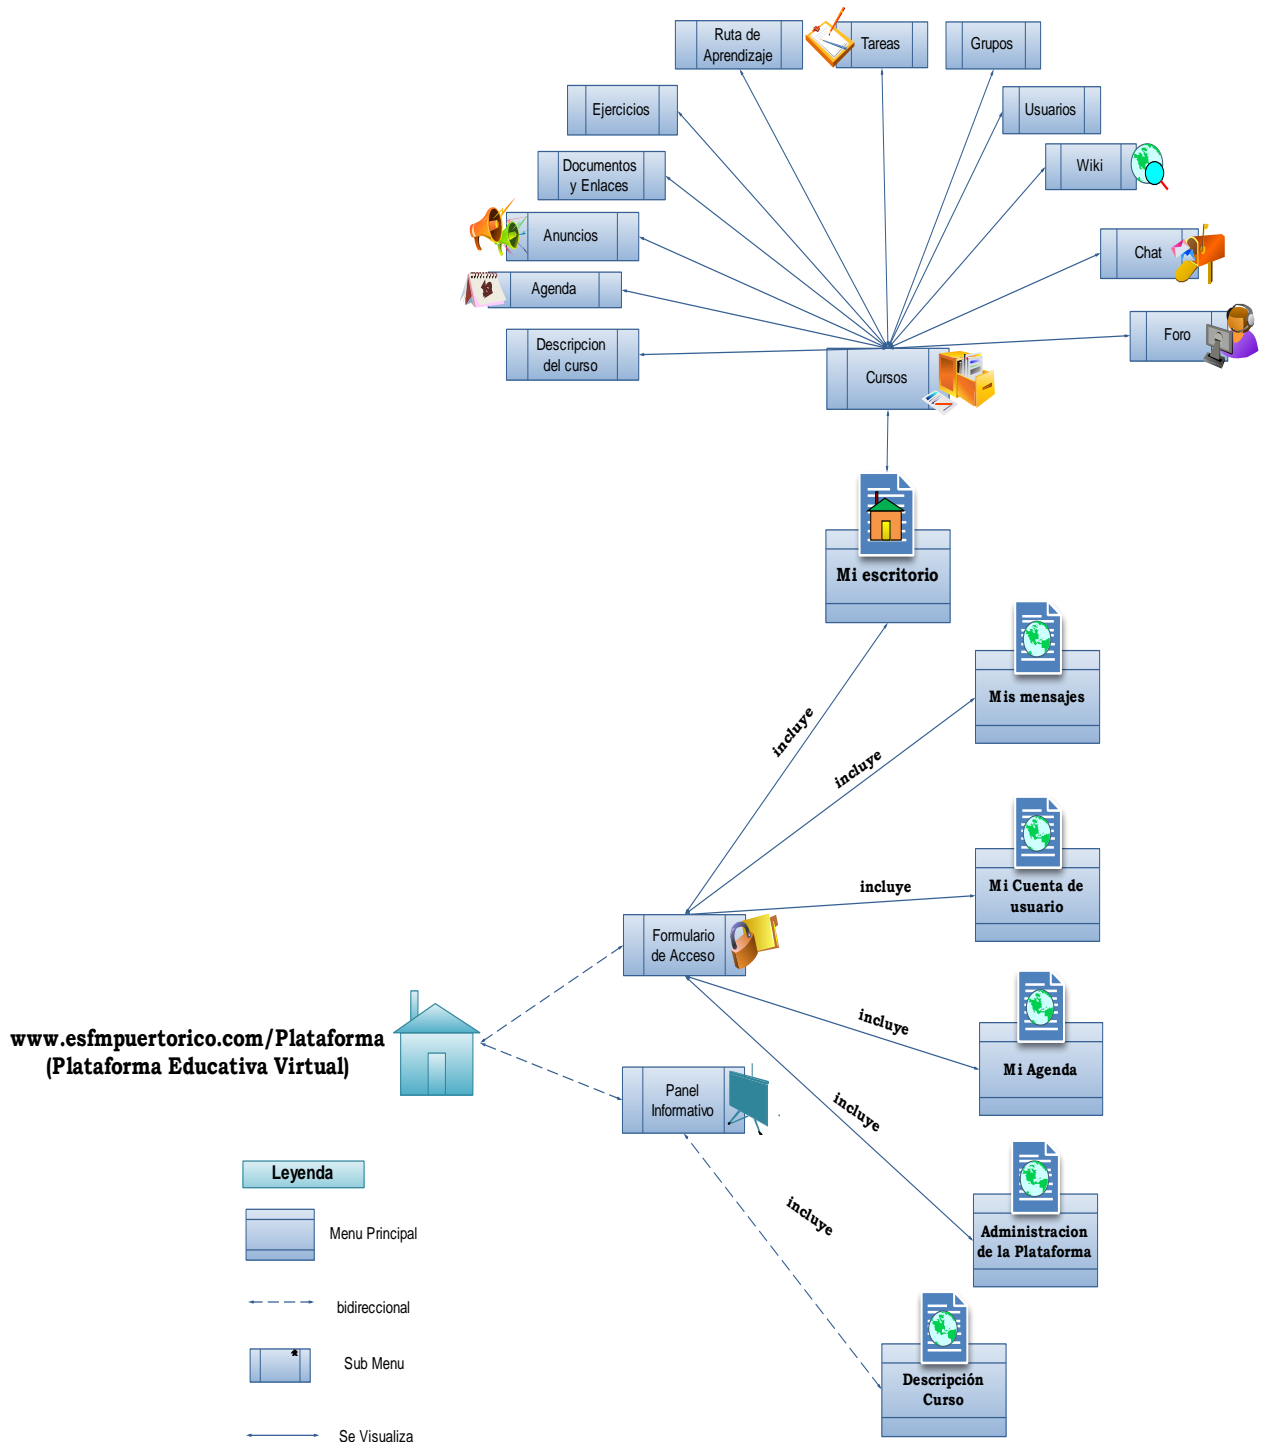 Ruta de
Aprendizaje
Tareas
Grupos
Ejercicios
Usuarios
Documentos
y Enlaces
Wiki
Anuncios
Chat
Agenda
Descripcion
del curso
Foro
Cursos
Mi escritorio
Mis mensajes
incluye
incluye
incluye
Mi Cuenta de
usuario
Formulario
de Acceso
www.esfmpuertorico.com/Plataforma
(Plataforma Educativa Virtual)
incluye
Mi Agenda
Panel
Informativo
incluye
Administracion
de la Plataforma
incluye
Descripción
Curso
Leyenda
Menu Principal
bidireccional
Sub Menu
Se Visualiza